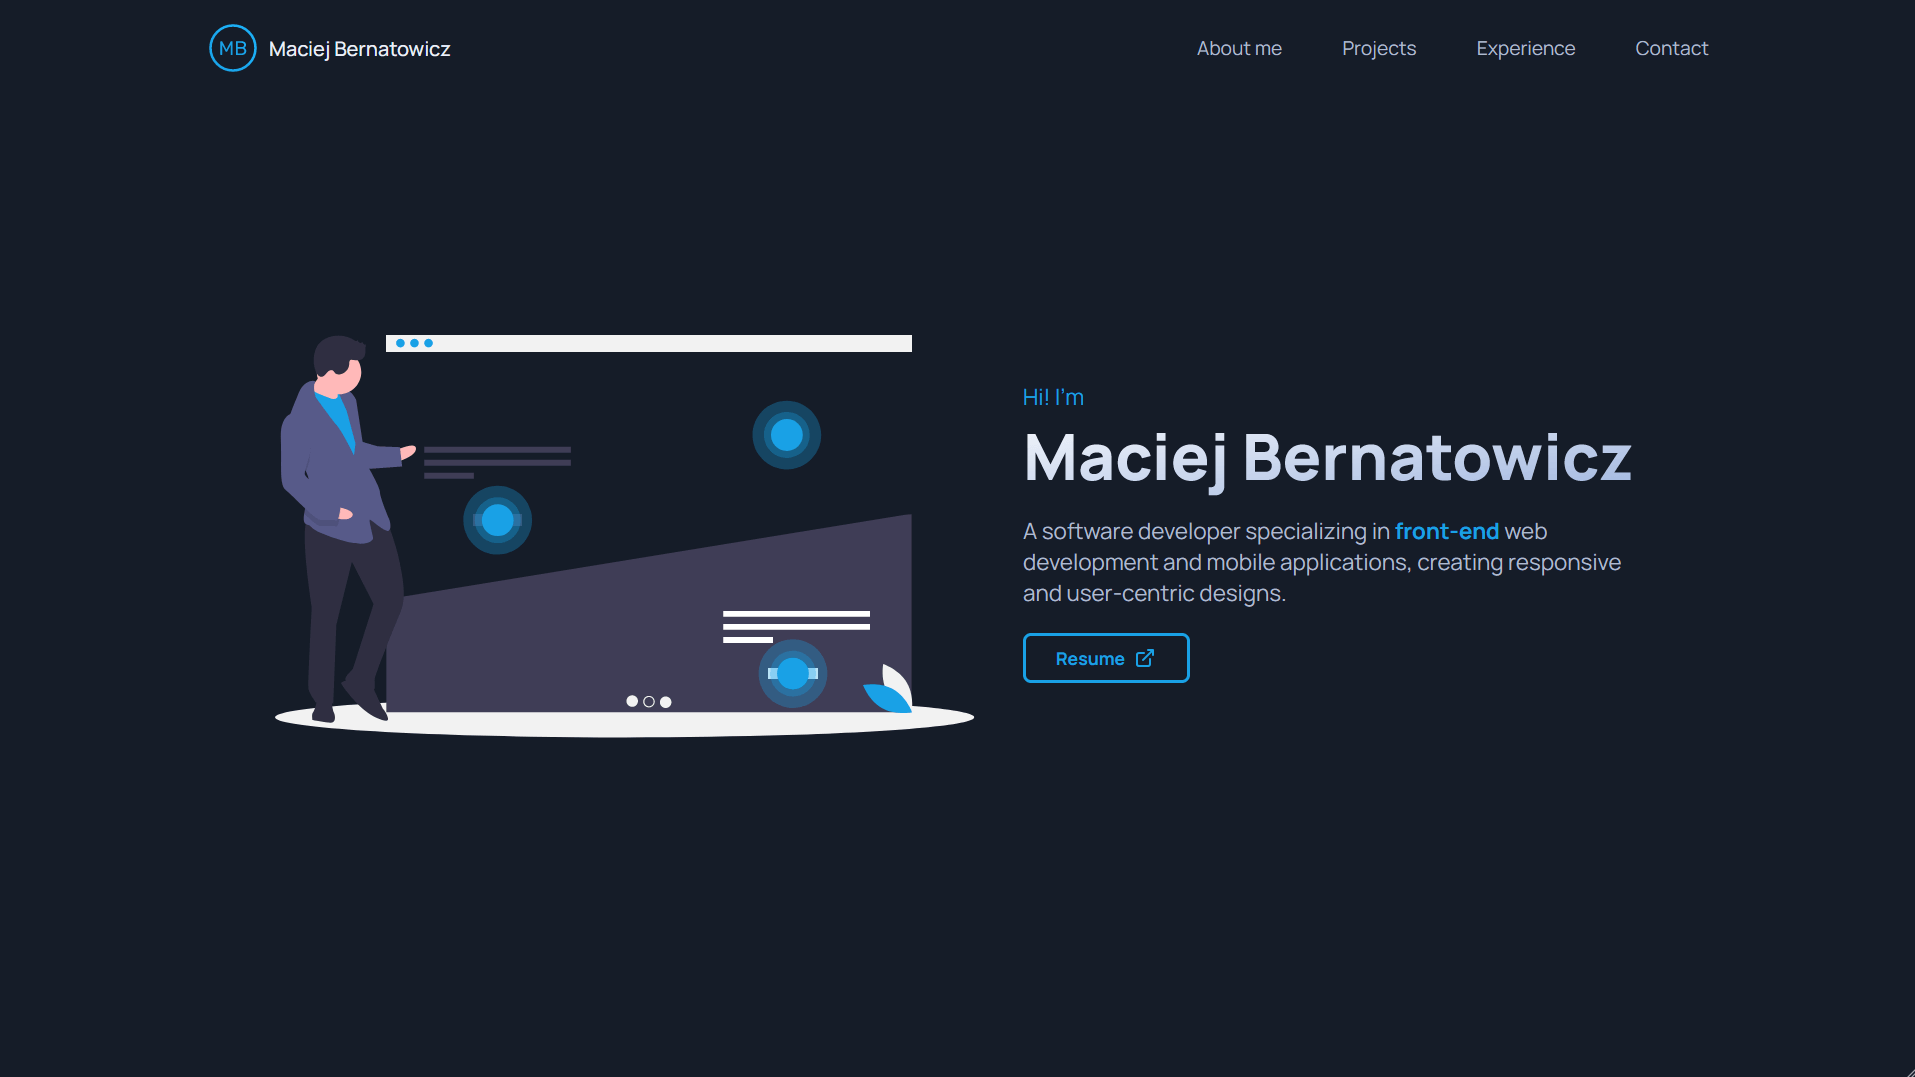 MB Maciej Bernatowicz
About me Projects Experience Contact
Hi! I'm
Maciej Bernatowicz
A software developer specializing in front-end web
development and mobile applications, creating responsive
and user-centric designs.
Resume